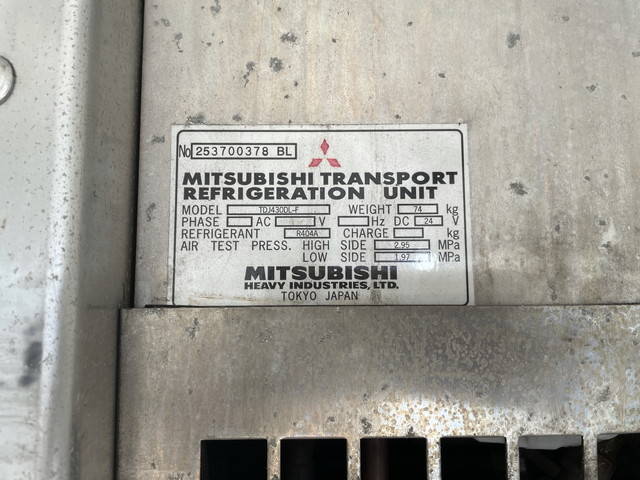 No 253700378 BL
MITSUBISHI TRANSPORT
REFRIGERATION UNIT
MODEL TDJ430DL-F WEIGHT 74 kg
PHASE AC V Hz DC 24 V
REFRIGERANT R404A CHARGE kg
AIR TEST PRESS. HIGH SIDE 2.95 MPa
LOW SIDE 1.97 MPa
MITSUBISHI
HEAVY INDUSTRIES, LTD.
TOKYO JAPAN